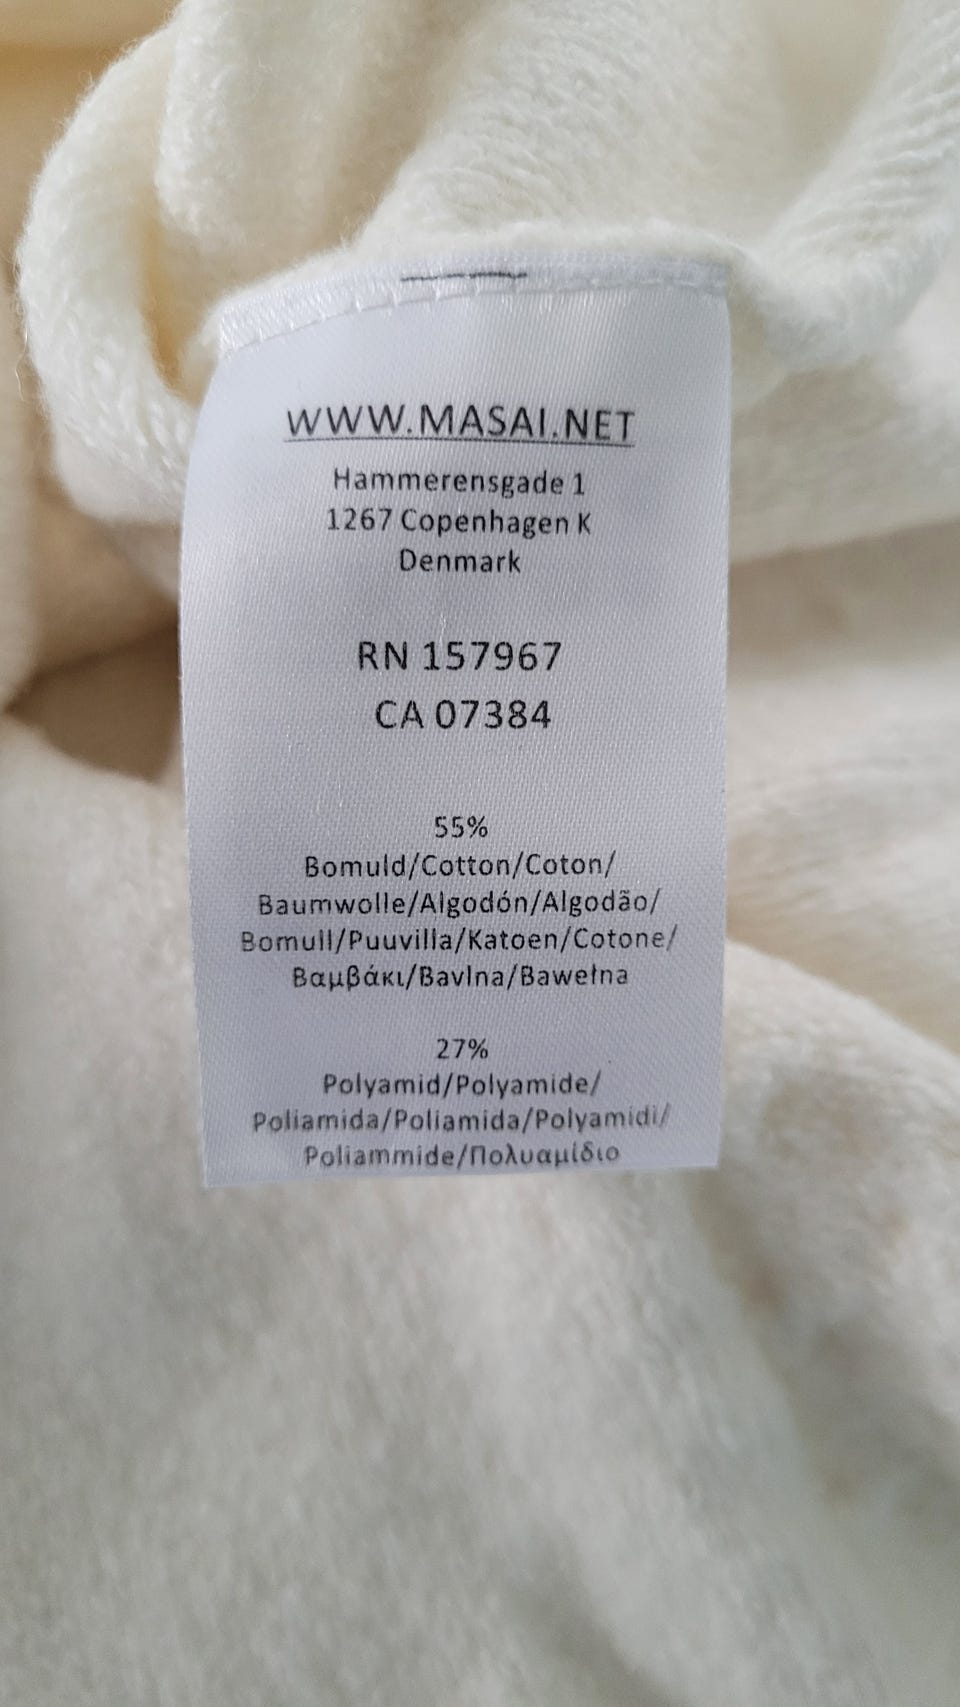 WWW.MASAI.NET
Hammerensgade 1
1267 Copenhagen K
Denmark
RN 157967
CA 07384
55%
Bomuld/Cotton/Coton/
Baumwolle/Algodón/Algodão/
Bomull/Puuvilla/Katoen/Cotone/
Βαμβάκι/Bavlna/Bawełna
27%
Polyamid/Polyamide/
Poliamida/Poliamida/Polyamidi/
Poliammide/Πολυαμίδιο